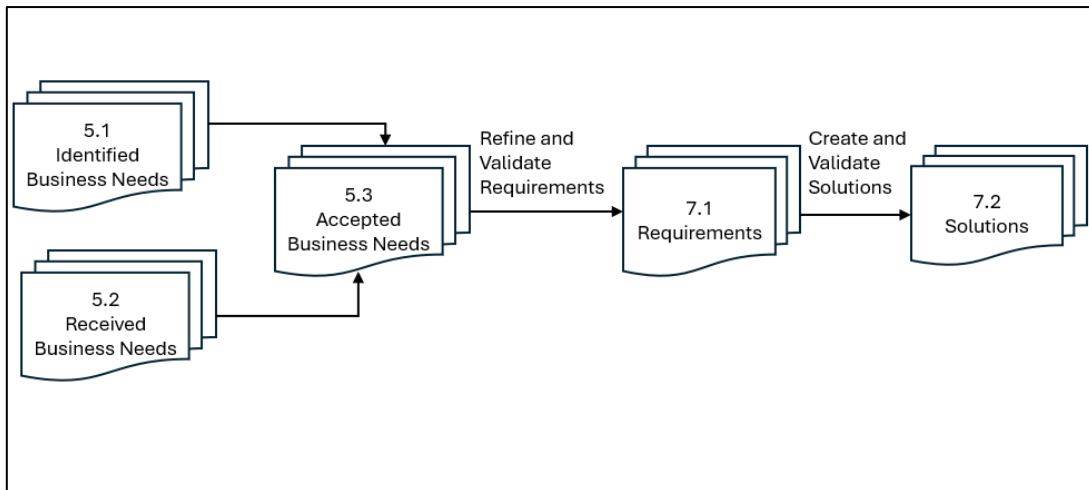 5.1
Identified
Business Needs
5.2
Received
Business Needs
5.3
Accepted
Business Needs
Refine and
Validate
Requirements
7.1
Requirements
Create and
Validate
Solutions
7.2
Solutions